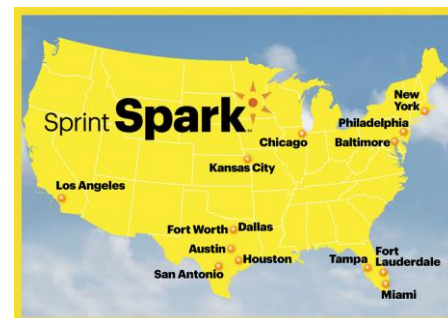 New
York
Philadelphia
Baltimore
Sprint Spark
Chicago
Kansas City
Los Angeles
Fort Worth
Dallas
Austin
Houston
San Antonio
Tampa
Fort
Lauderdale
Miami